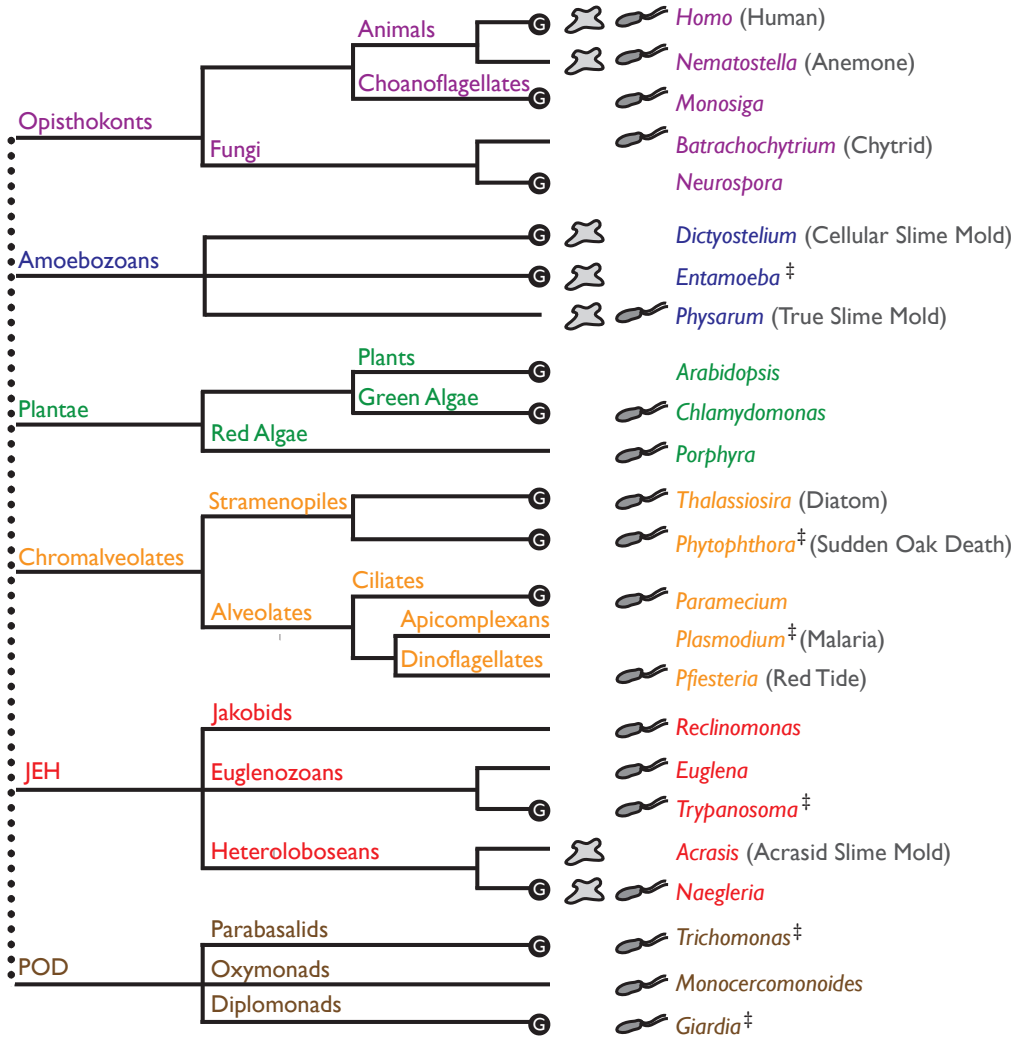 Animals
G Homo (Human)
Nematostella (Anemone)
Choanoflagellates G Monosiga
Opisthokonts
Batrachochytrium (Chytrid)
Fungi
G Neurospora
G Dictyostelium (Cellular Slime Mold)
Amoebozoans G Entamoeba‡
Physarum (True Slime Mold)
Plants
G Arabidopsis
Green Algae
Plantae G Chlamydomonas
Red Algae
Porphyra
Stramenopiles G Thalassiosira (Diatom)
G Phytophthora‡ (Sudden Oak Death)
Chromalveolates
Ciliates
G Paramecium
Alveolates
Apicomplexans
Plasmodium‡ (Malaria)
Dinoflagellates
Pfiesteria (Red Tide)
Jakobids
Reclinomonas
JEH Euglenozoans
Euglena
G Trypanosoma‡
Heteroloboseans
Acrasis (Acrasid Slime Mold)
G Naegleria
Parabasalids
G Trichomonas‡
POD Oxymonads
Monocercomonoides
Diplomonads
G Giardia‡